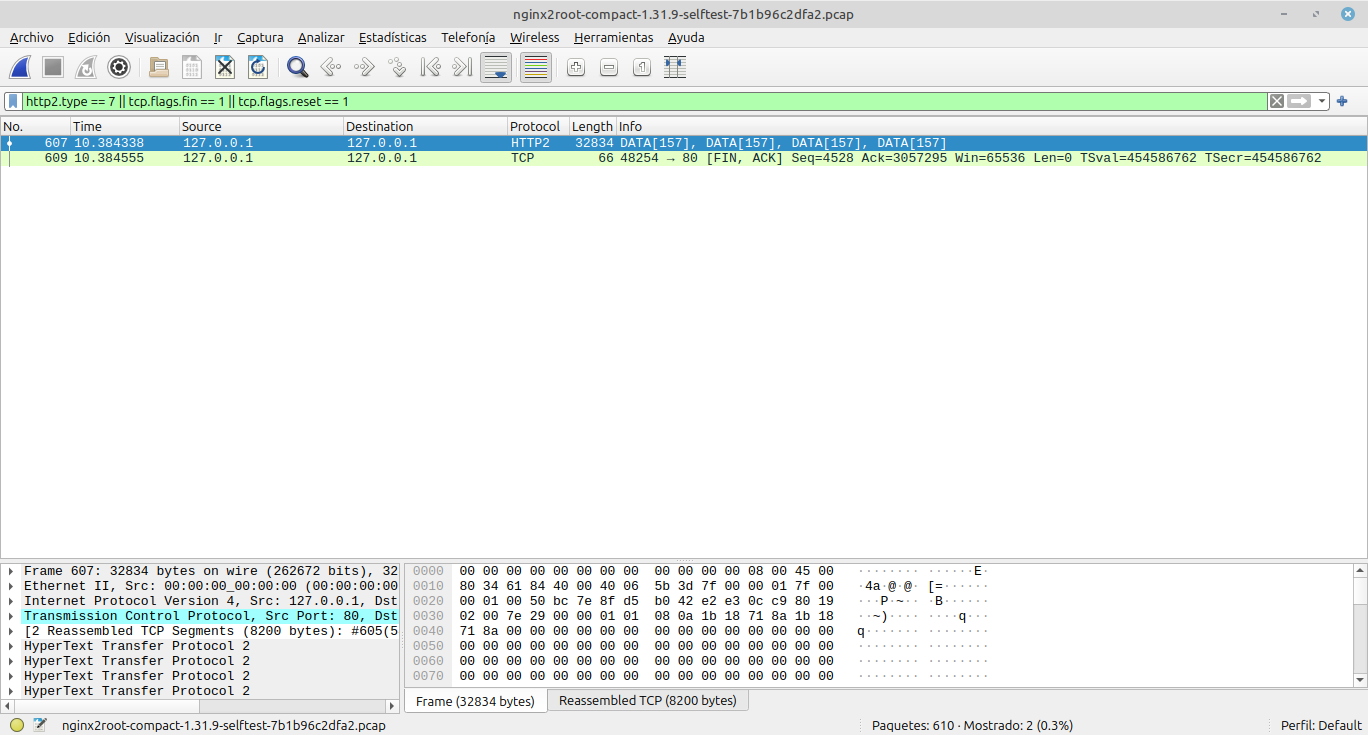 nginx2root-compact-1.31.9-selftest-7b1b96c2dfa2.pcap
Archivo Edición Visualización Ir Captura Analizar Estadísticas Telefonía Wireless Herramientas Ayuda
http2.type == 7 || tcp.flags.fin == 1 || tcp.flags.reset == 1
No. Time Source Destination Protocol Length Info
607 10.384338 127.0.0.1 127.0.0.1 HTTP2 32834 DATA[157], DATA[157], DATA[157], DATA[157]
609 10.384555 127.0.0.1 127.0.0.1 TCP 66 48254 → 80 [FIN, ACK] Seq=4528 Ack=3057295 Win=65536 Len=0 TSval=454586762 TSecr=454586762
Frame 607: 32834 bytes on wire (262672 bits), 32
Ethernet II, Src: 00:00:00_00:00:00 (00:00:00:00
Internet Protocol Version 4, Src: 127.0.0.1, Dst
Transmission Control Protocol, Src Port: 80, Dst
[2 Reassembled TCP Segments (8200 bytes): #605(5
HyperText Transfer Protocol 2
HyperText Transfer Protocol 2
HyperText Transfer Protocol 2
HyperText Transfer Protocol 2
0000 00 00 00 00 00 00 00 00 00 00 00 00 08 00 45 00 ········ ······E·
0010 80 34 61 84 40 00 40 06 5b 3d 7f 00 00 01 7f 00 ·4a·@·@· [=······
0020 00 01 00 50 bc 7e 8f d5 b0 42 e2 e3 0c c9 80 19 ···P·~·· ·B······
0030 02 00 7e 29 00 00 01 01 08 0a 1b 18 71 8a 1b 18 ··~)···· ····q···
0040 71 8a 00 00 00 00 00 00 00 00 00 00 00 00 00 00 q······· ········
0050 00 00 00 00 00 00 00 00 00 00 00 00 00 00 00 00 ········ ········
0060 00 00 00 00 00 00 00 00 00 00 00 00 00 00 00 00 ········ ········
0070 00 00 00 00 00 00 00 00 00 00 00 00 00 00 00 00 ········ ········
Frame (32834 bytes) Reassembled TCP (8200 bytes)
nginx2root-compact-1.31.9-selftest-7b1b96c2dfa2.pcap Paquetes: 610 · Mostrado: 2 (0.3%) Perfil: Default